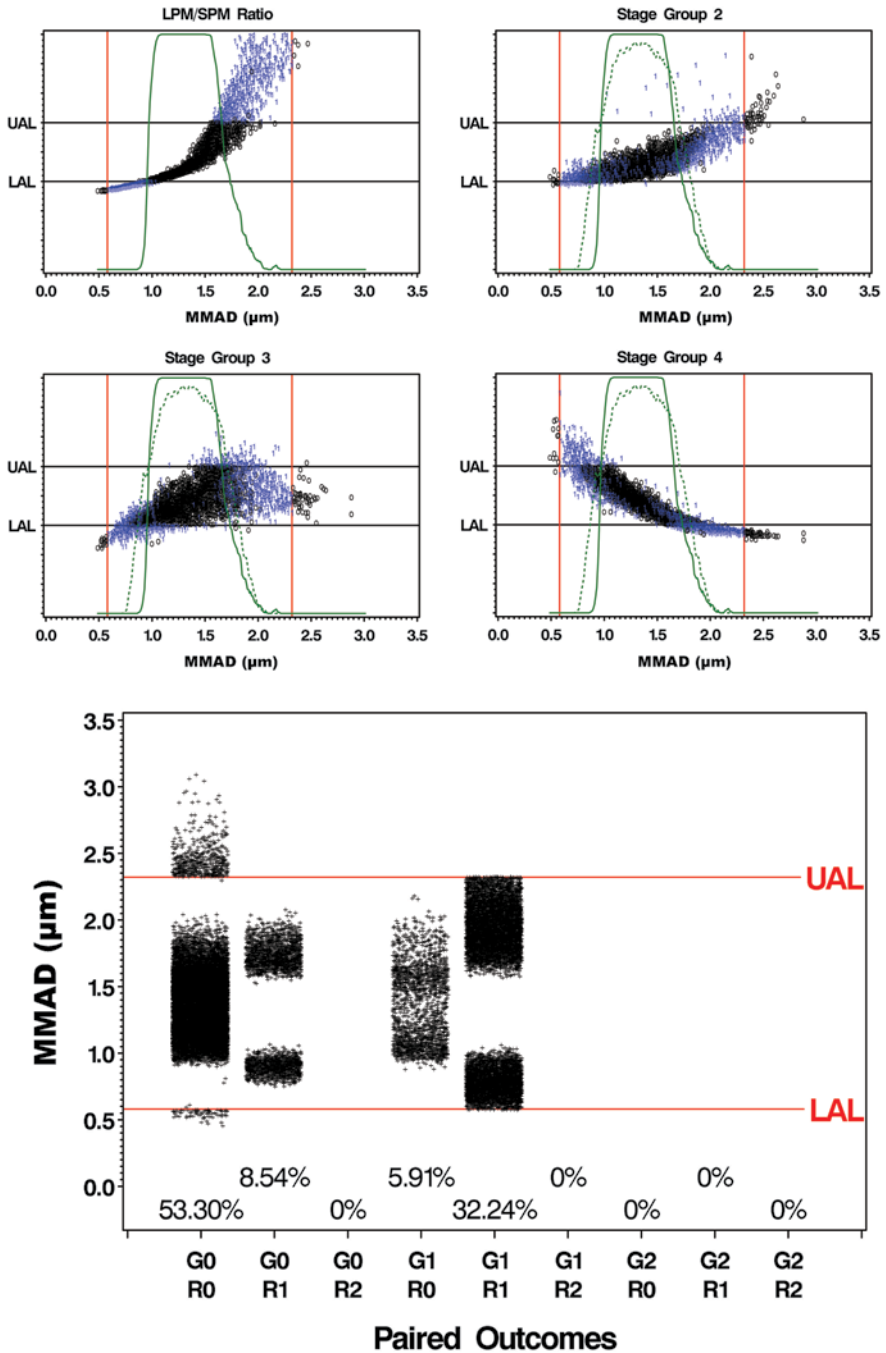 LPM/SPM Ratio
UAL
LAL
0.0 0.5 1.0 1.5 2.0 2.5 3.0 3.5
MMAD (µm)
Stage Group 2
UAL
LAL
0.0 0.5 1.0 1.5 2.0 2.5 3.0 3.5
MMAD (µm)
Stage Group 3
UAL
LAL
0.0 0.5 1.0 1.5 2.0 2.5 3.0 3.5
MMAD (µm)
Stage Group 4
UAL
LAL
0.0 0.5 1.0 1.5 2.0 2.5 3.0 3.5
MMAD (µm)
MMAD (µm)
3.5
3.0
2.5
2.0
1.5
1.0
0.5
0.0
UAL
LAL
8.54% 5.91% 0% 0%
53.30% 0% 32.24% 0% 0%
G0 G0 G0 G1 G1 G1 G2 G2 G2
R0 R1 R2 R0 R1 R2 R0 R1 R2
Paired Outcomes